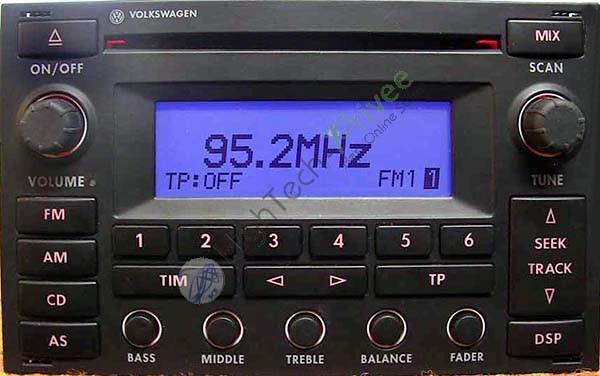 VOLKSWAGEN
MIX
ON/OFF
SCAN
95.2MHz
TP:OFF FM1 1
VOLUME
TUNE
FM
1 2 3 4 5 6
SEEK
TRACK
AM
TIM
TP
CD
AS
DSP
BASS MIDDLE TREBLE BALANCE FADER
Online S